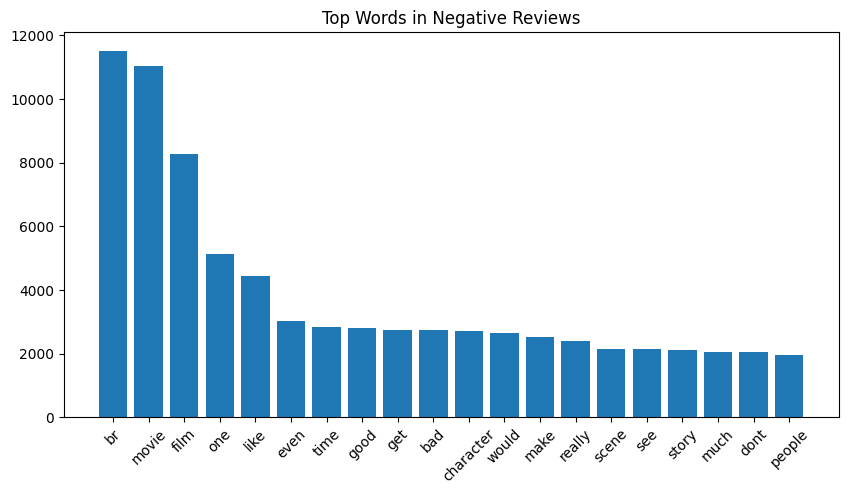 Top Words in Negative Reviews
12000
10000
8000
6000
4000
2000
0
br
movie
film
one
like
even
time
good
get
bad
character
would
make
really
scene
see
story
much
dont
people